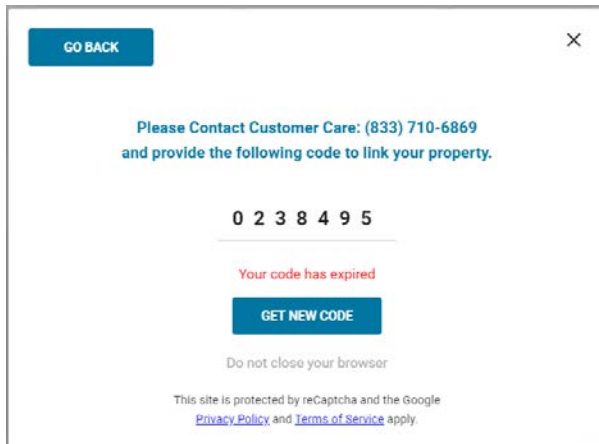 GO BACK
Please Contact Customer Care: (833) 710-6869
and provide the following code to link your property.
0 2 3 8 4 9 5
Your code has expired
GET NEW CODE
Do not close your browser
This site is protected by reCaptcha and the Google
Privacy Policy and Terms of Service apply.